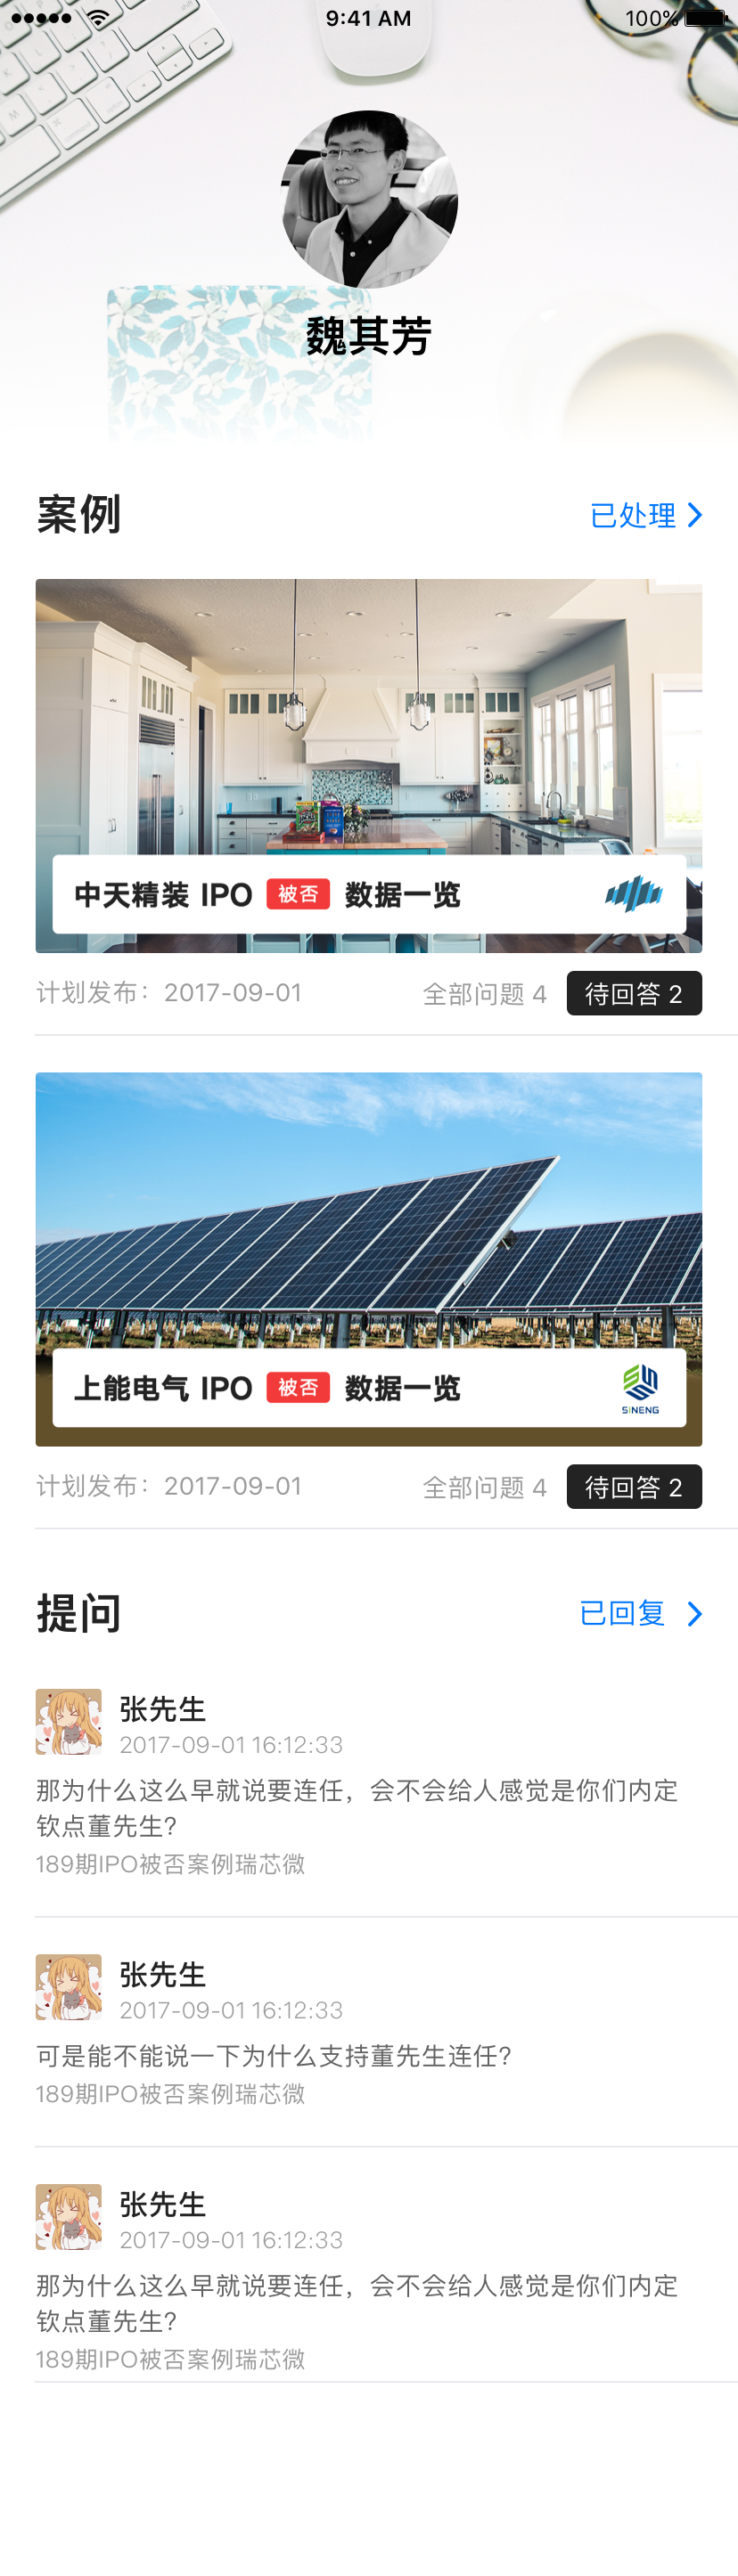 9:41 AM
100%
魏其芳
案例
已处理
中天精装 IPO 被否 数据一览
计划发布：2017-09-01
全部问题 4
待回答 2
上能电气 IPO 被否 数据一览
SINENG
计划发布：2017-09-01
全部问题 4
待回答 2
提问
已回复
张先生
2017-09-01 16:12:33
那为什么这么早就说要连任，会不会给人感觉是你们内定
钦点董先生？
189期IPO被否案例瑞芯微
张先生
2017-09-01 16:12:33
可是能不能说一下为什么支持董先生连任？
189期IPO被否案例瑞芯微
张先生
2017-09-01 16:12:33
那为什么这么早就说要连任，会不会给人感觉是你们内定
钦点董先生？
189期IPO被否案例瑞芯微